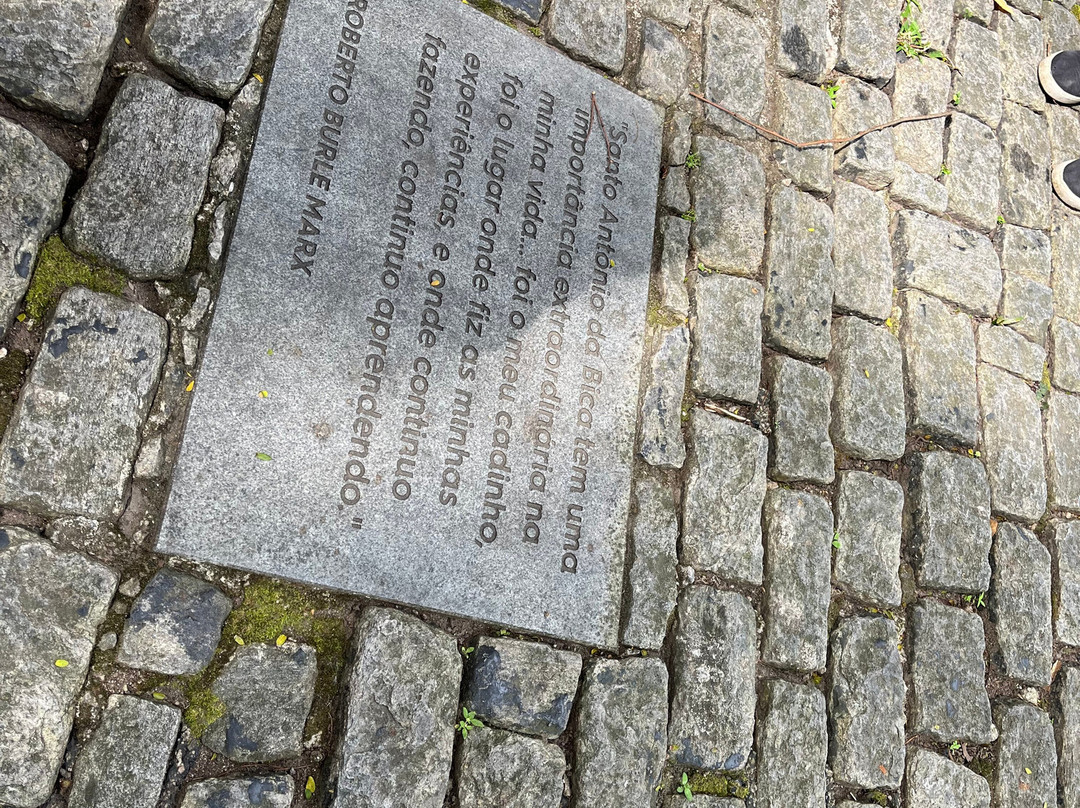 "Santo Antônio da Bica tem uma
importância extraordinária na
minha vida... foi o meu cadinho,
foi o lugar onde fiz as minhas
experiências, e onde continuo
fazendo, continuo aprendendo."
ROBERTO BURLE MARX